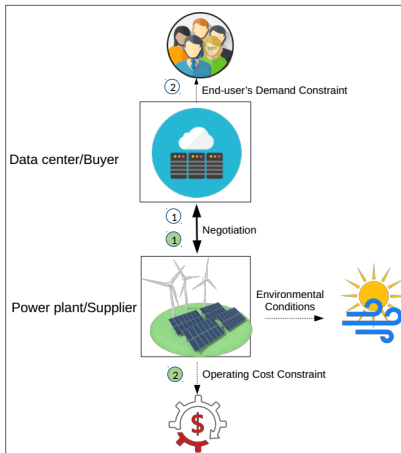 2
End-user's Demand Constraint
Data center/Buyer
1
1
Negotiation
Power plant/Supplier
Environmental
Conditions
2
Operating Cost Constraint
$